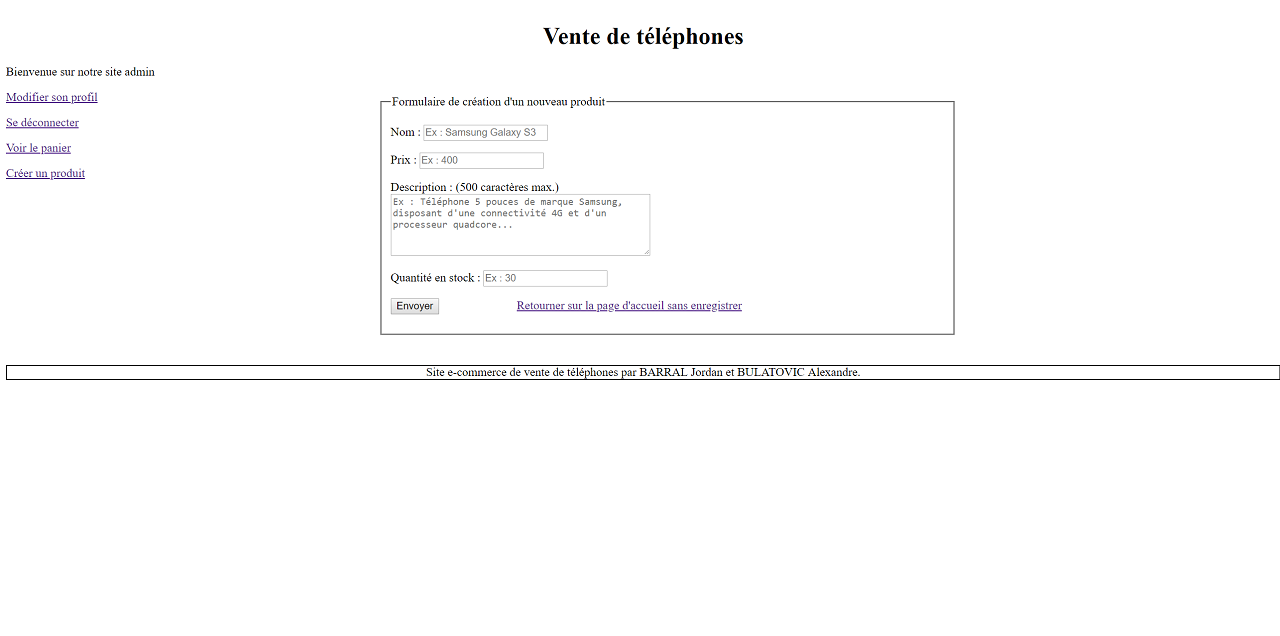 Vente de téléphones
Bienvenue sur notre site admin
Modifier son profil
Se déconnecter
Voir le panier
Créer un produit
Formulaire de création d'un nouveau produit
Nom : Ex : Samsung Galaxy S3
Prix : Ex : 400
Description : (500 caractères max.)
Ex : Téléphone 5 pouces de marque Samsung,
disposant d'une connectivité 4G et d'un
processeur quadcore...
Quantité en stock : Ex : 30
Envoyer Retourner sur la page d'accueil sans enregistrer
Site e-commerce de vente de téléphones par BARRAL Jordan et BULATOVIC Alexandre.